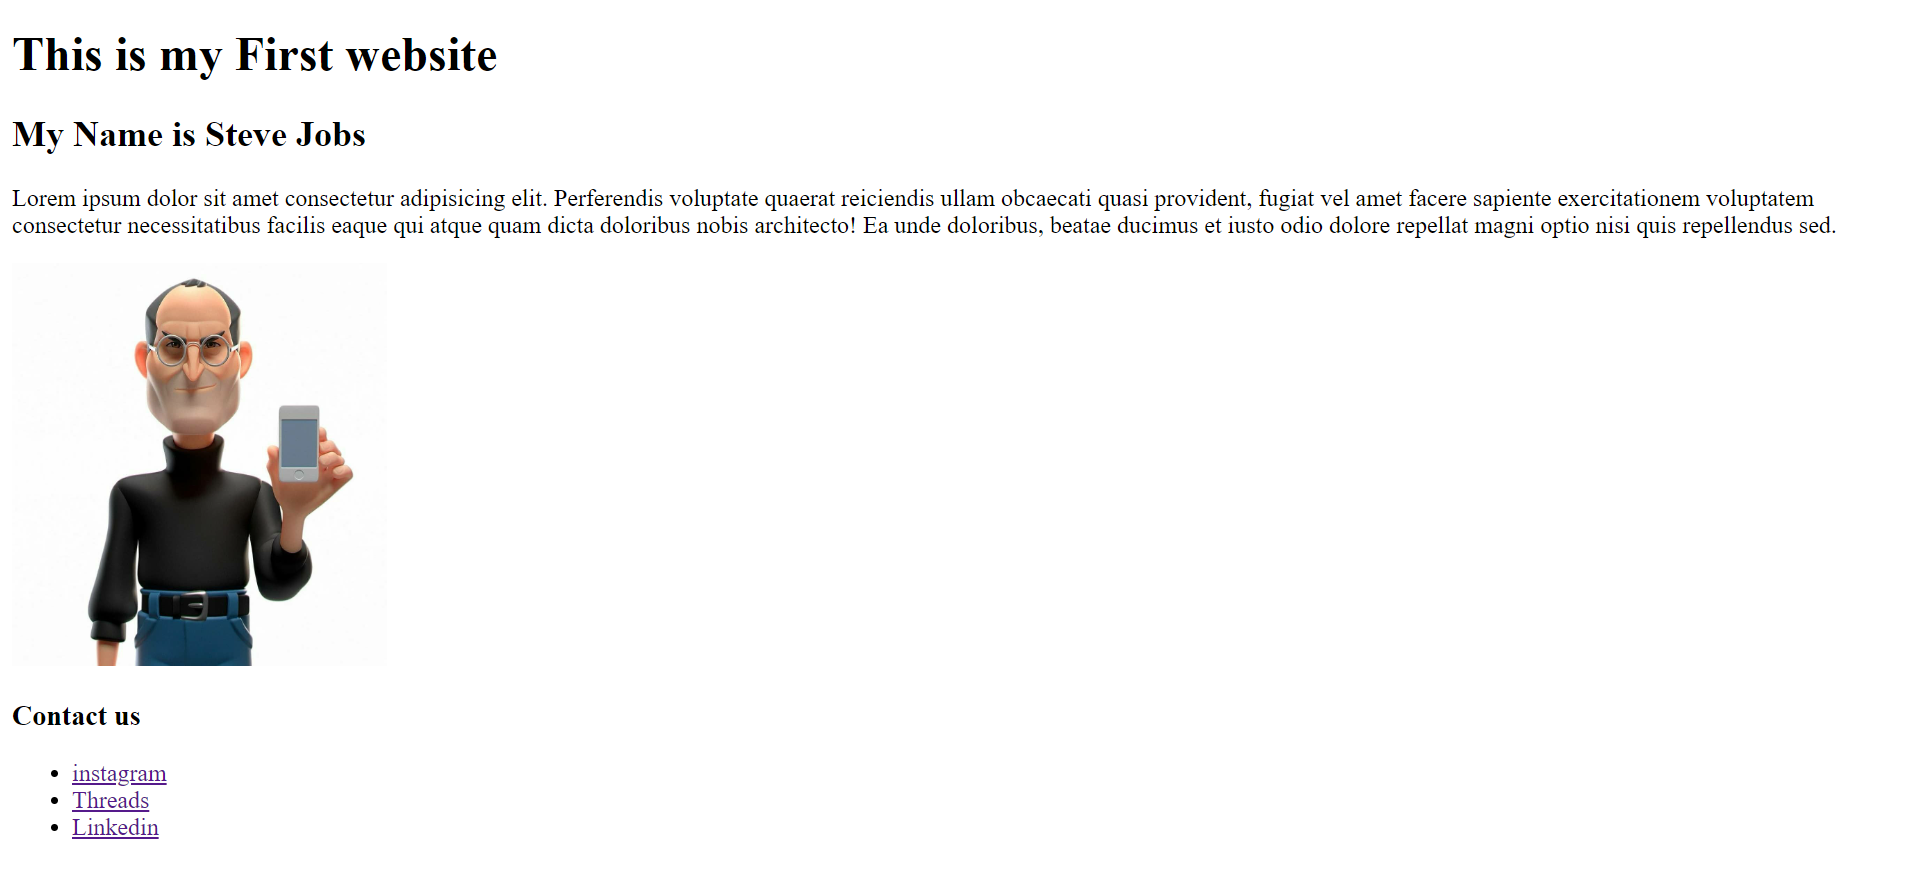 This is my First website
My Name is Steve Jobs
Lorem ipsum dolor sit amet consectetur adipisicing elit. Perferendis voluptate quaerat reiciendis ullam obcaecati quasi provident, fugiat vel amet facere sapiente exercitationem voluptatem
consectetur necessitatibus facilis eaque qui atque quam dicta doloribus nobis architecto! Ea unde doloribus, beatae ducimus et iusto odio dolore repellat magni optio nisi quis repellendus sed.
Contact us
instagram
Threads
Linkedin